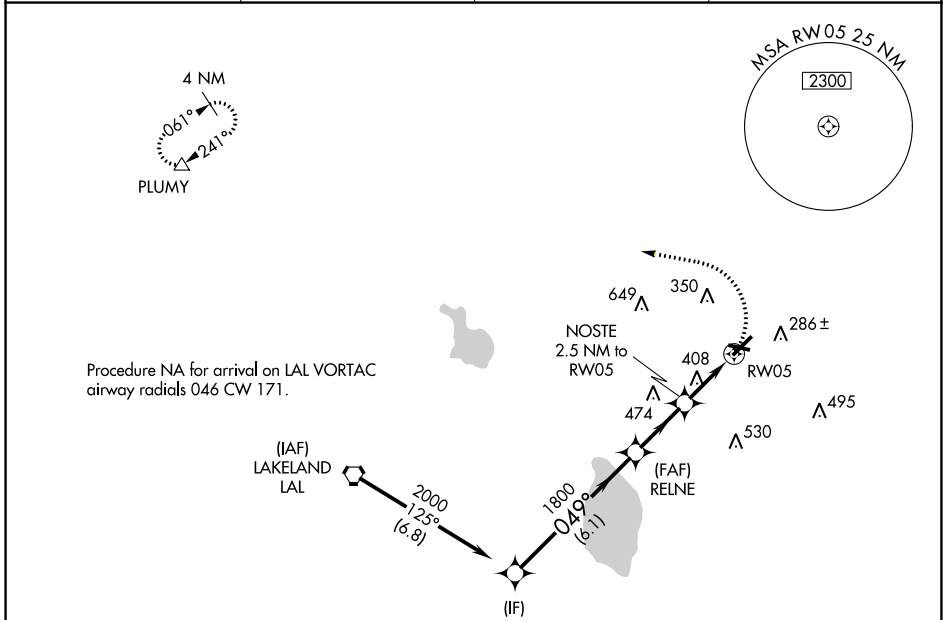 MSA RW05 25 NM
2300
4 NM
061°
241°
PLUMY
649
350
286±
NOSTE
2.5 NM to
RW05
408
RW05
474
495
530
Procedure NA for arrival on LAL VORTAC
airway radials 046 CW 171.
(IAF)
LAKELAND
LAL
2000
125°
(6.8)
1800
049°
(6.1)
(FAF)
RELNE
(IF)